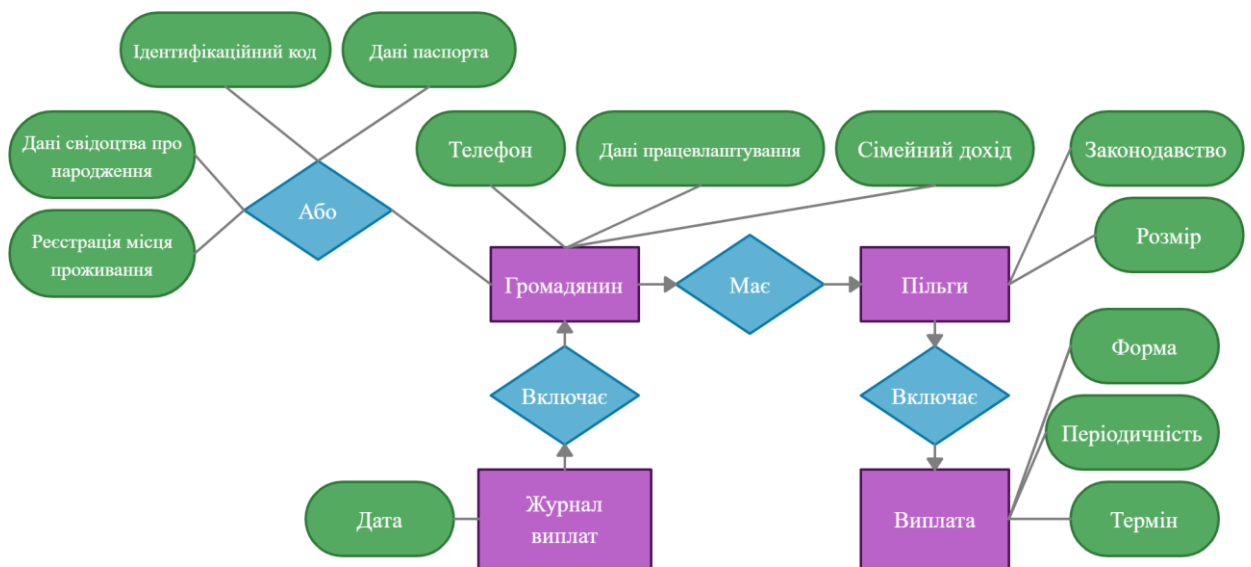 Ідентифікаційний код
Дані паспорта
Дані свідоцтва про
народження
Телефон
Дані працевлаштування
Сімейний дохід
Законодавство
Або
Реєстрація місця
проживання
Розмір
Громадянин
Має
Пільги
Форма
Включає
Включає
Періодичність
Дата
Журнал
виплат
Виплата
Термін